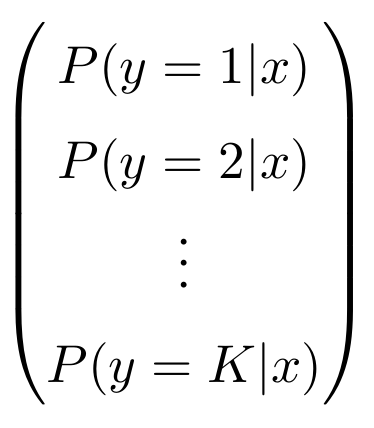 P(y = 1|x)
P(y = 2|x)
⋮
P(y = K|x)